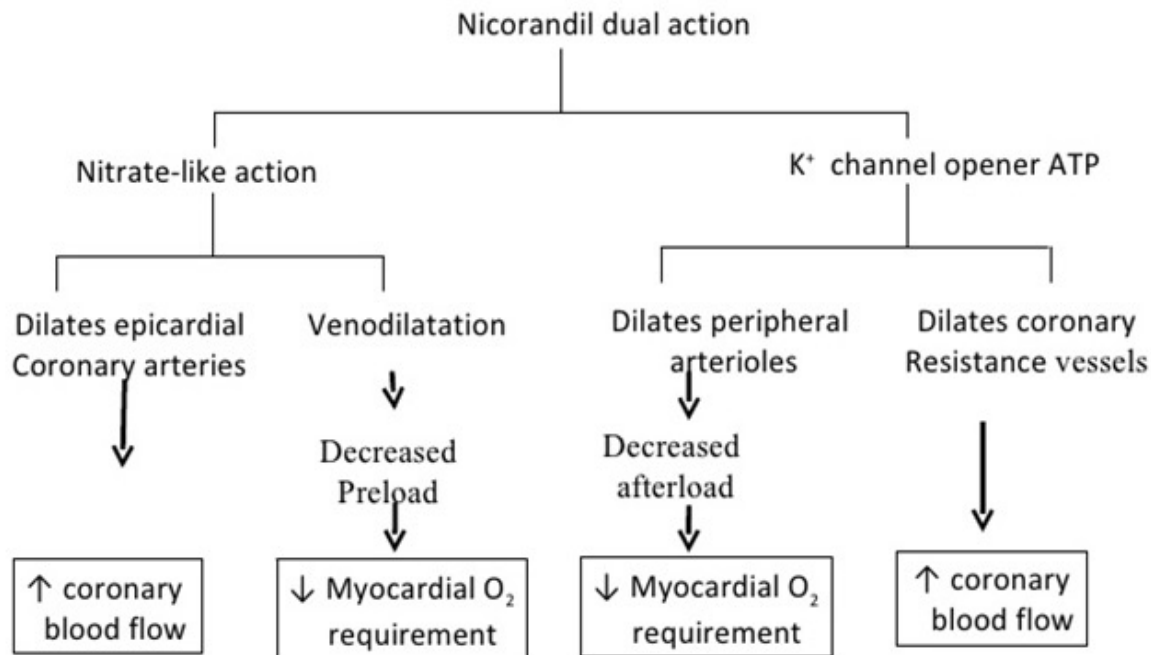 Nicorandil dual action
Nitrate-like action
K⁺ channel opener ATP
Dilates epicardial
Coronary arteries
Venodilatation
Dilates peripheral
arterioles
Dilates coronary
Resistance vessels
Decreased
Preload
Decreased
afterload
↑ coronary
blood flow
↓ Myocardial O₂
requirement
↓ Myocardial O₂
requirement
↑ coronary
blood flow